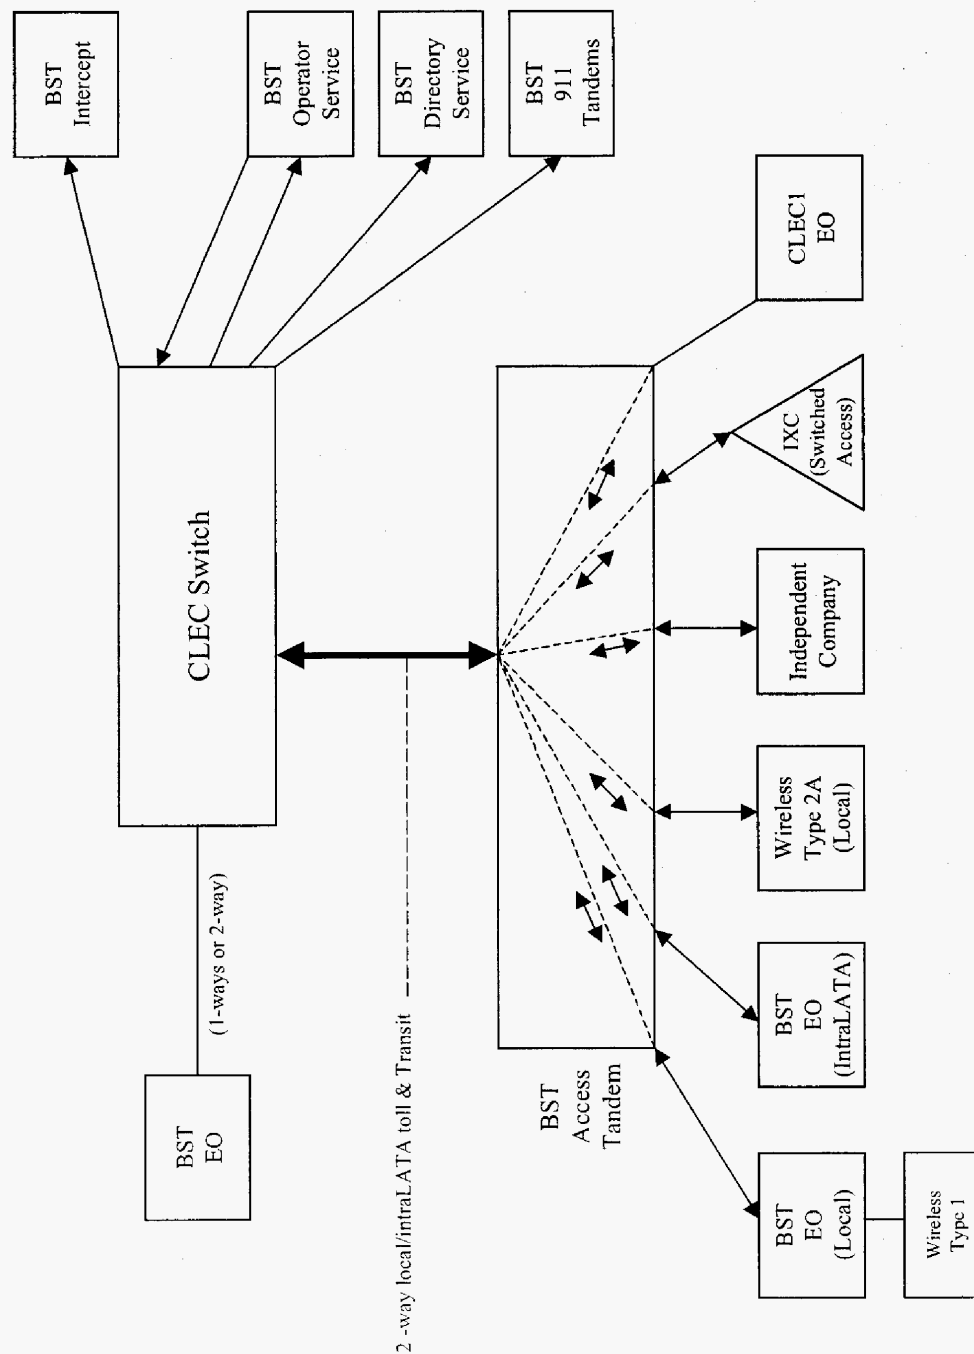 BST
Intercept
BST
Operator
Service
BST
Directory
Service
BST
911
Tandems
CLEC Switch
(1-ways or 2-way)
BST
EO
2 -way local/intraLATA toll & Transit
BST
Access
Tandem
CLEC1
EO
IXC
(Switched
Access)
Independent
Company
Wireless
Type 2A
(Local)
BST
EO
(IntraLATA)
BST
EO
(Local)
Wireless
Type 1